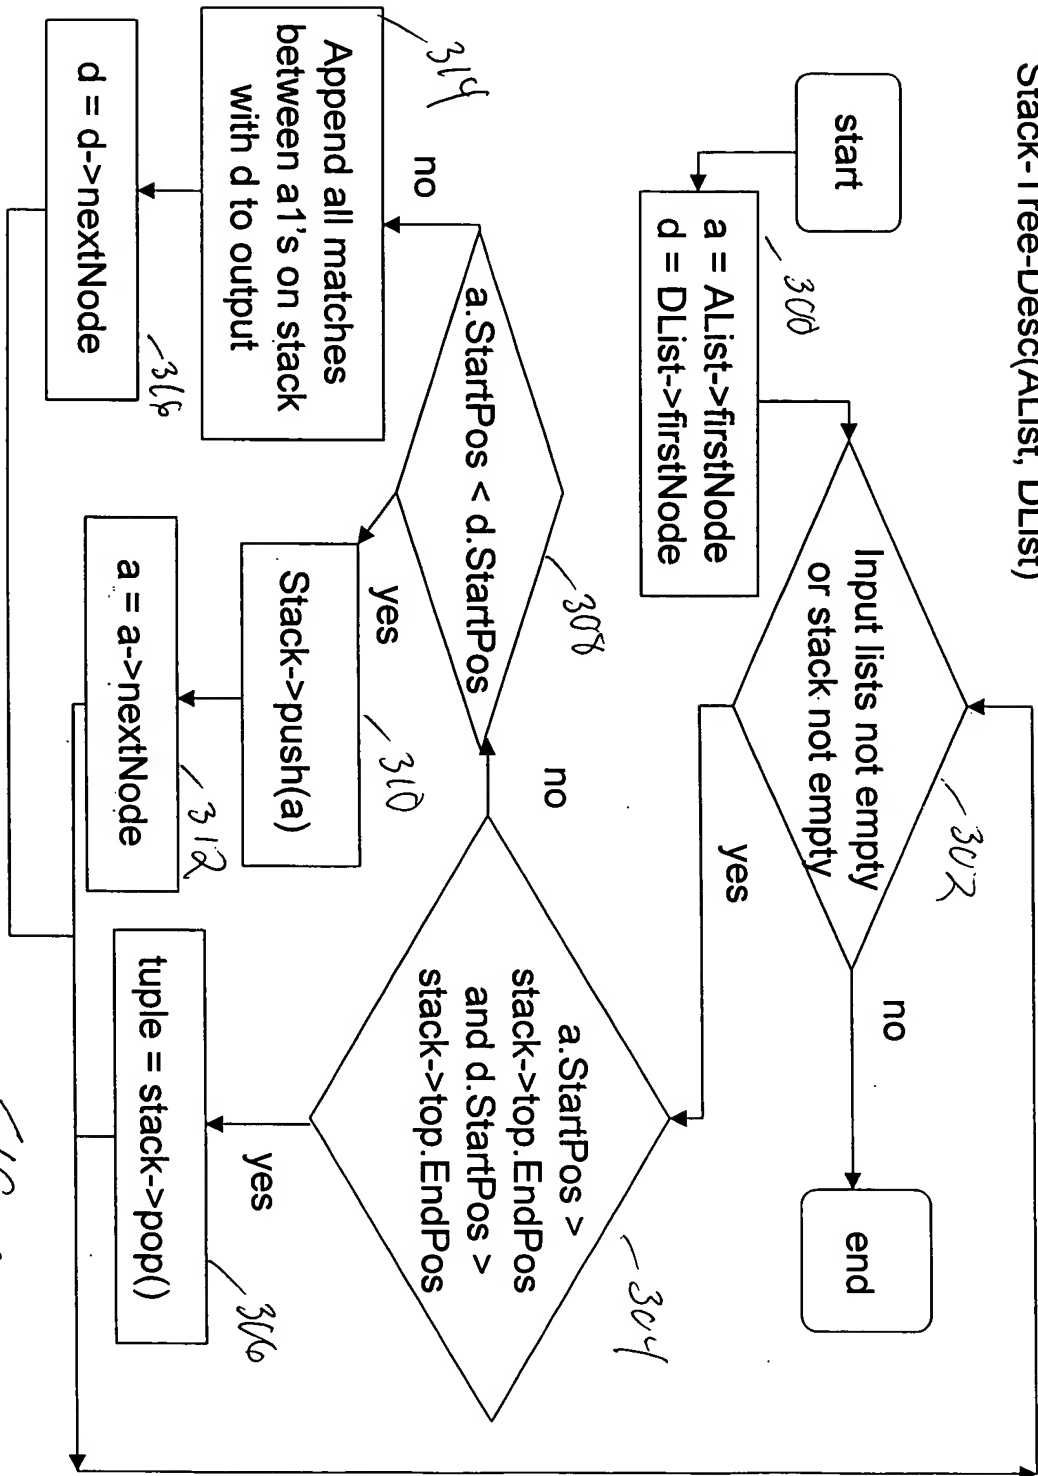 Stack-Tree-Desc(AList, DList)
start
300
a = AList->firstNode
d = DList->firstNode
Input lists not empty
or stack not empty
302
no
end
yes
a.StartPos >
stack->top.EndPos
and d.StartPos >
stack->top.EndPos
304
yes
tuple = stack->pop()
306
no
a.StartPos < d.StartPos
308
yes
Stack->push(a)
310
a = a->nextNode
312
no
Append all matches
between a1's on stack
with d to output
314
d = d->nextNode
316